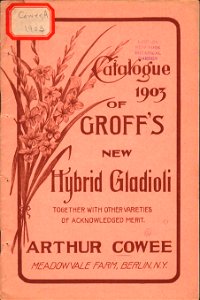 Cowee A
1903
Catalogue
1903
OF
GROFF'S
NEW
Hybrid Gladioli
TOGETHER WITH OTHER VARIETIES
OF ACKNOWLEDGED MERIT.
ARTHUR COWEE
MEADOWVALE FARM, BERLIN, N.Y.